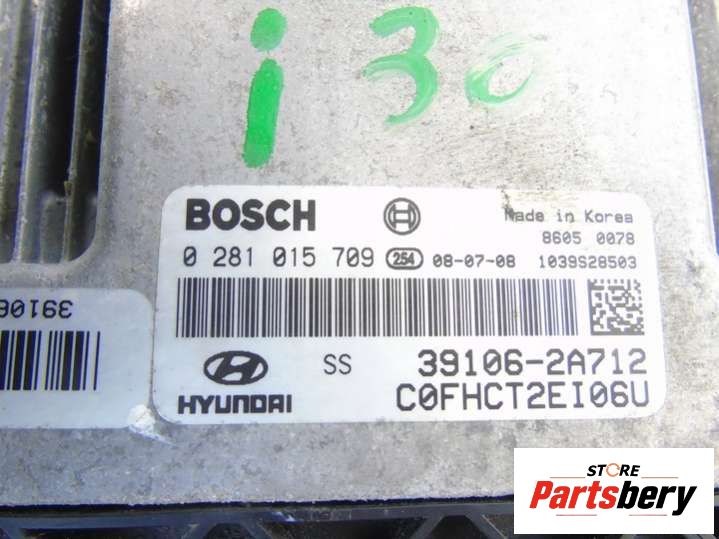 i30
BOSCH
Made in Korea
8605 0078
0 281 015 709 254 08-07-08 1039S28503
SS 39106-2A712
HYUNDAI C0FHCT2EI06U
39106
STORE
Partsbery